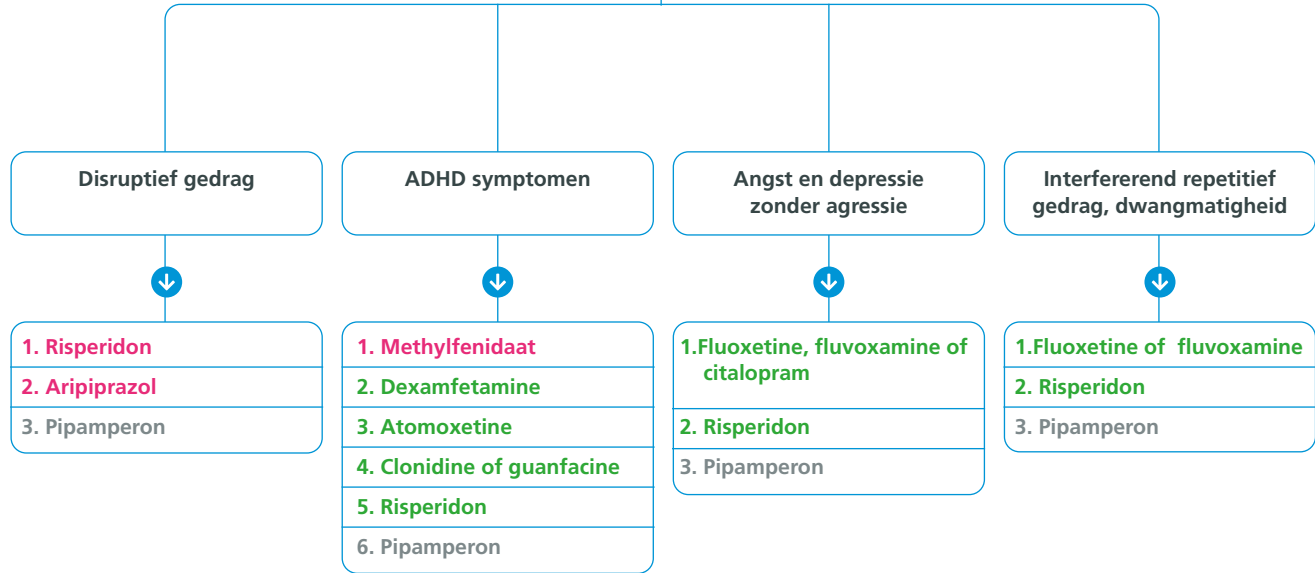 Disruptief gedrag
1. Risperidon
2. Aripiprazol
3. Pipamperon
ADHD symptomen
1. Methylfenidaat
2. Dexamfetamine
3. Atomoxetine
4. Clonidine of guanfacine
5. Risperidon
6. Pipamperon
Angst en depressie
zonder agressie
1.Fluoxetine, fluvoxamine of
citalopram
2. Risperidon
3. Pipamperon
Interfererend repetitief
gedrag, dwangmatigheid
1.Fluoxetine of fluvoxamine
2. Risperidon
3. Pipamperon